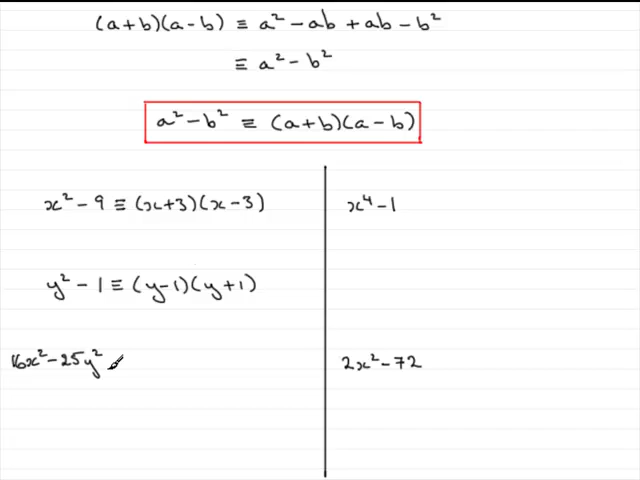 (a+b)(a-b) ≡ a² - ab + ab - b²
≡ a² - b²
a² - b² ≡ (a+b)(a-b)
x² - 9 ≡ (x+3)(x-3)
y² - 1 ≡ (y-1)(y+1)
16x² - 25y²
x⁴ - 1
2x² - 72